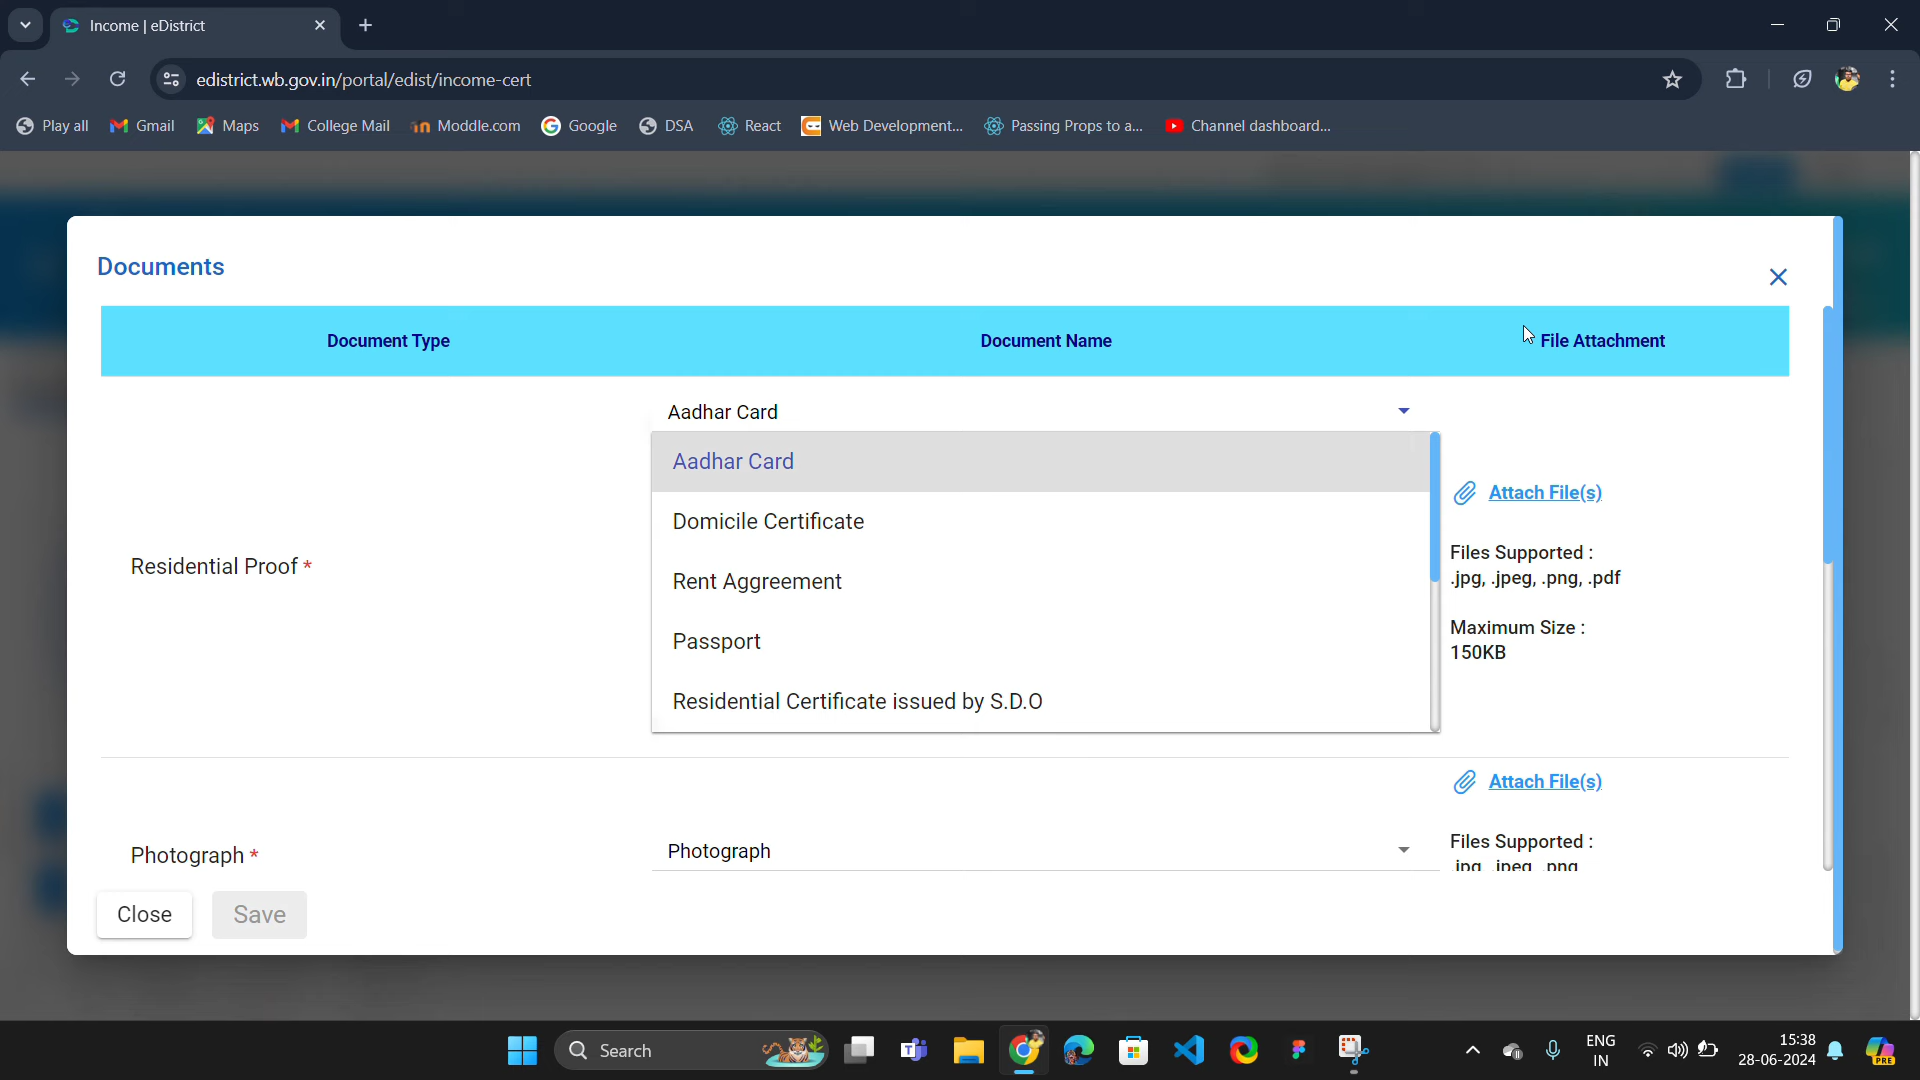 Income | eDistrict
edistrict.wb.gov.in/portal/edist/income-cert
Play all
Gmail
Maps
College Mail
Moddle.com
Google
DSA
React
Web Development...
Passing Props to a...
Channel dashboard...
Documents
Document Type
Document Name
File Attachment
Aadhar Card
Aadhar Card
Domicile Certificate
Rent Aggreement
Passport
Residential Certificate issued by S.D.O
Residential Proof *
Attach File(s)
Files Supported :
.jpg, .jpeg, .png, .pdf
Maximum Size :
150KB
Photograph *
Photograph
Attach File(s)
Files Supported :
.jpg .jpeg .png
Close
Save
Search
ENG
IN
15:38
28-06-2024
PRE